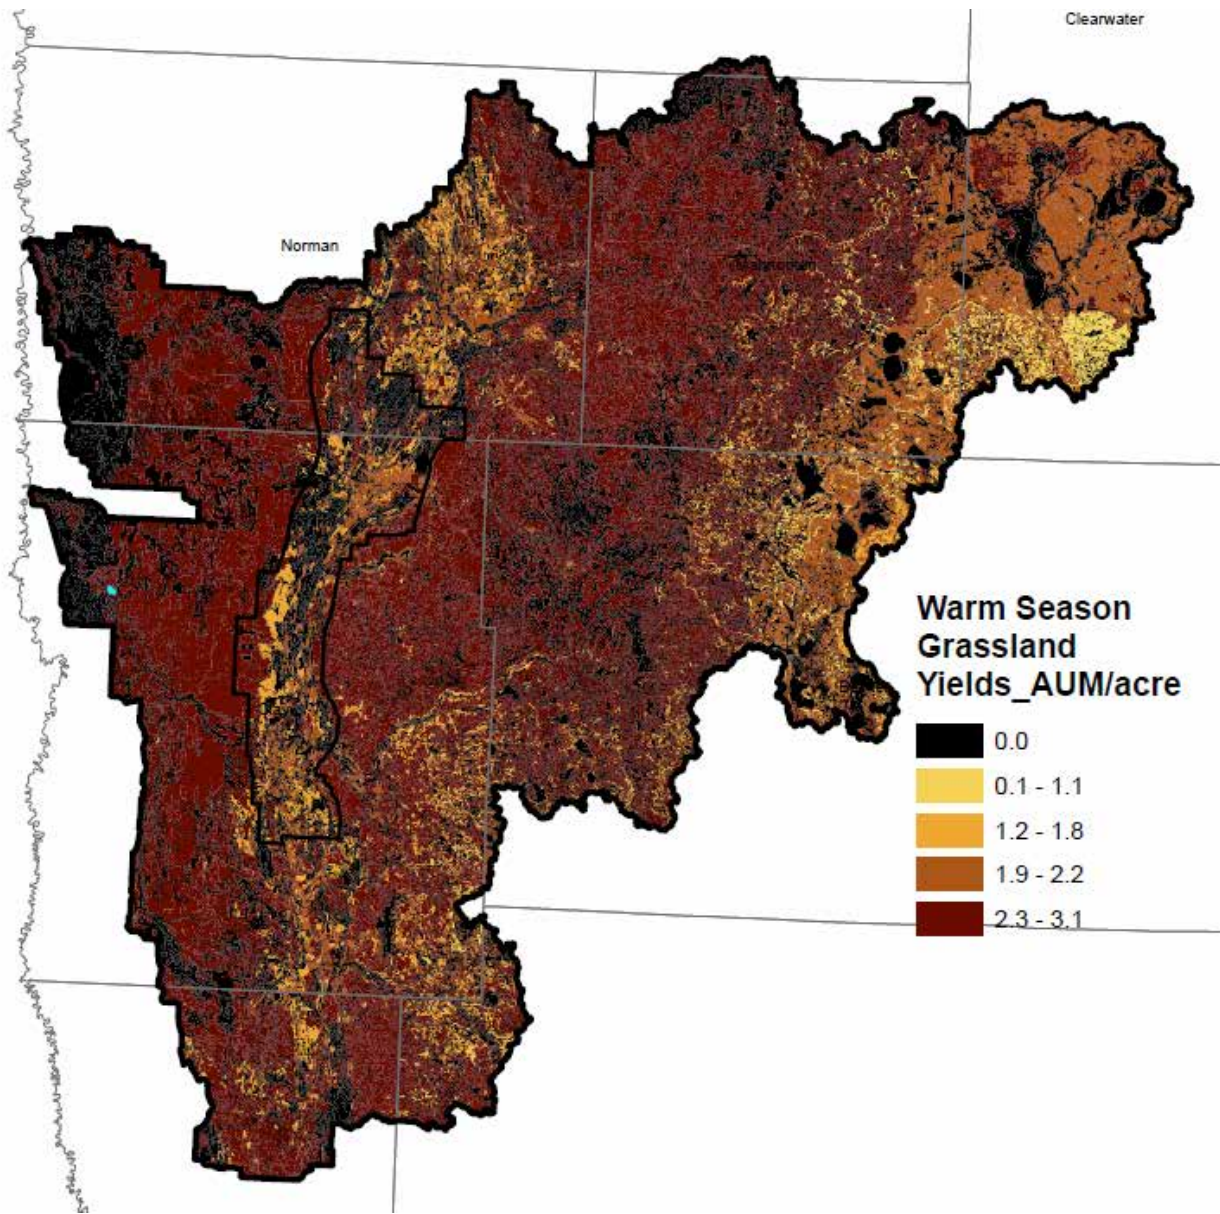 Clearwater
Norman
Warm Season
Grassland
Yields_AUM/acre
0.0
0.1 - 1.1
1.2 - 1.8
1.9 - 2.2
2.3 - 3.1